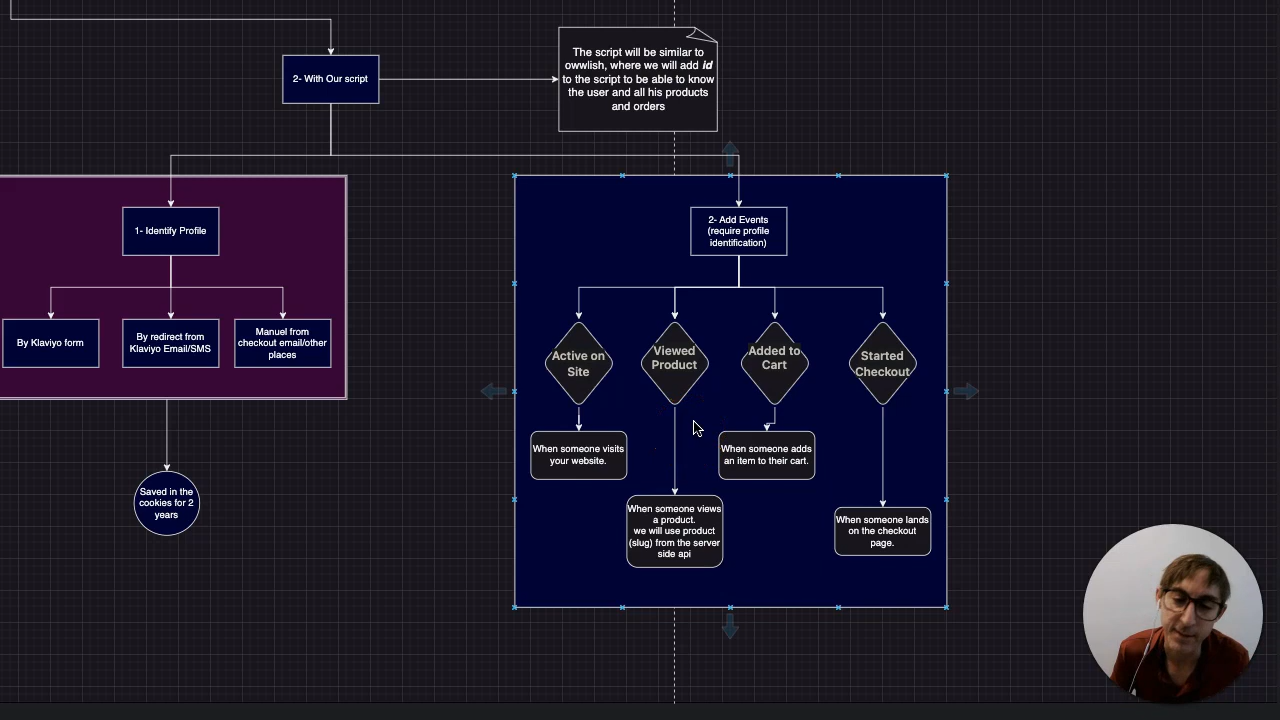 2- With Our script
The script will be similar to
owwlish, where we will add id
to the script to be able to know
the user and all his products
and orders
1- Identify Profile
By Klaviyo form
By redirect from
Klaviyo Email/SMS
Manuel from
checkout email/other
places
Saved in the
cookies for 2
years
2- Add Events
(require profile
identification)
Active on
Site
Viewed
Product
Added to
Cart
Started
Checkout
When someone visits
your website.
When someone views
a product.
we will use product
(slug) from the server
side api
When someone adds
an item to their cart.
When someone lands
on the checkout
page.